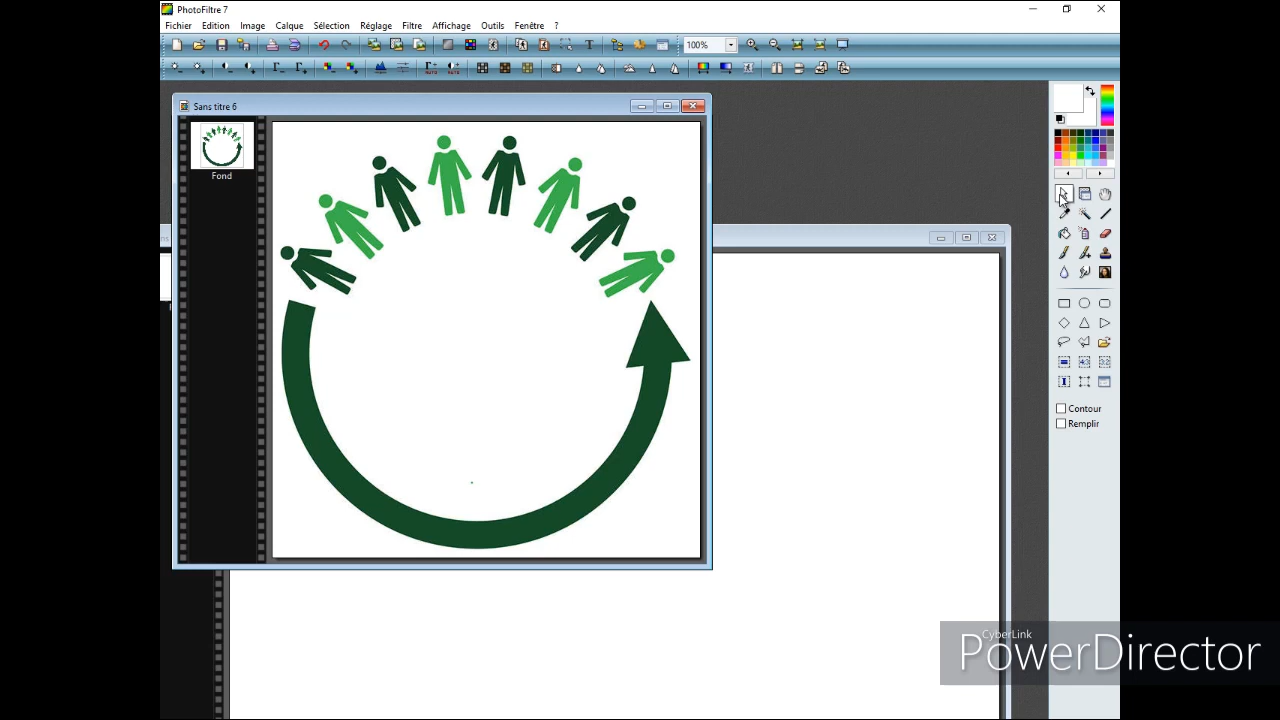 PhotoFiltre 7
Fichier Edition Image Calque Sélection Réglage Filtre Affichage Outils Fenêtre ?
100%
Sans titre 6
Fond
Contour
Remplir
CyberLink
PowerDirector